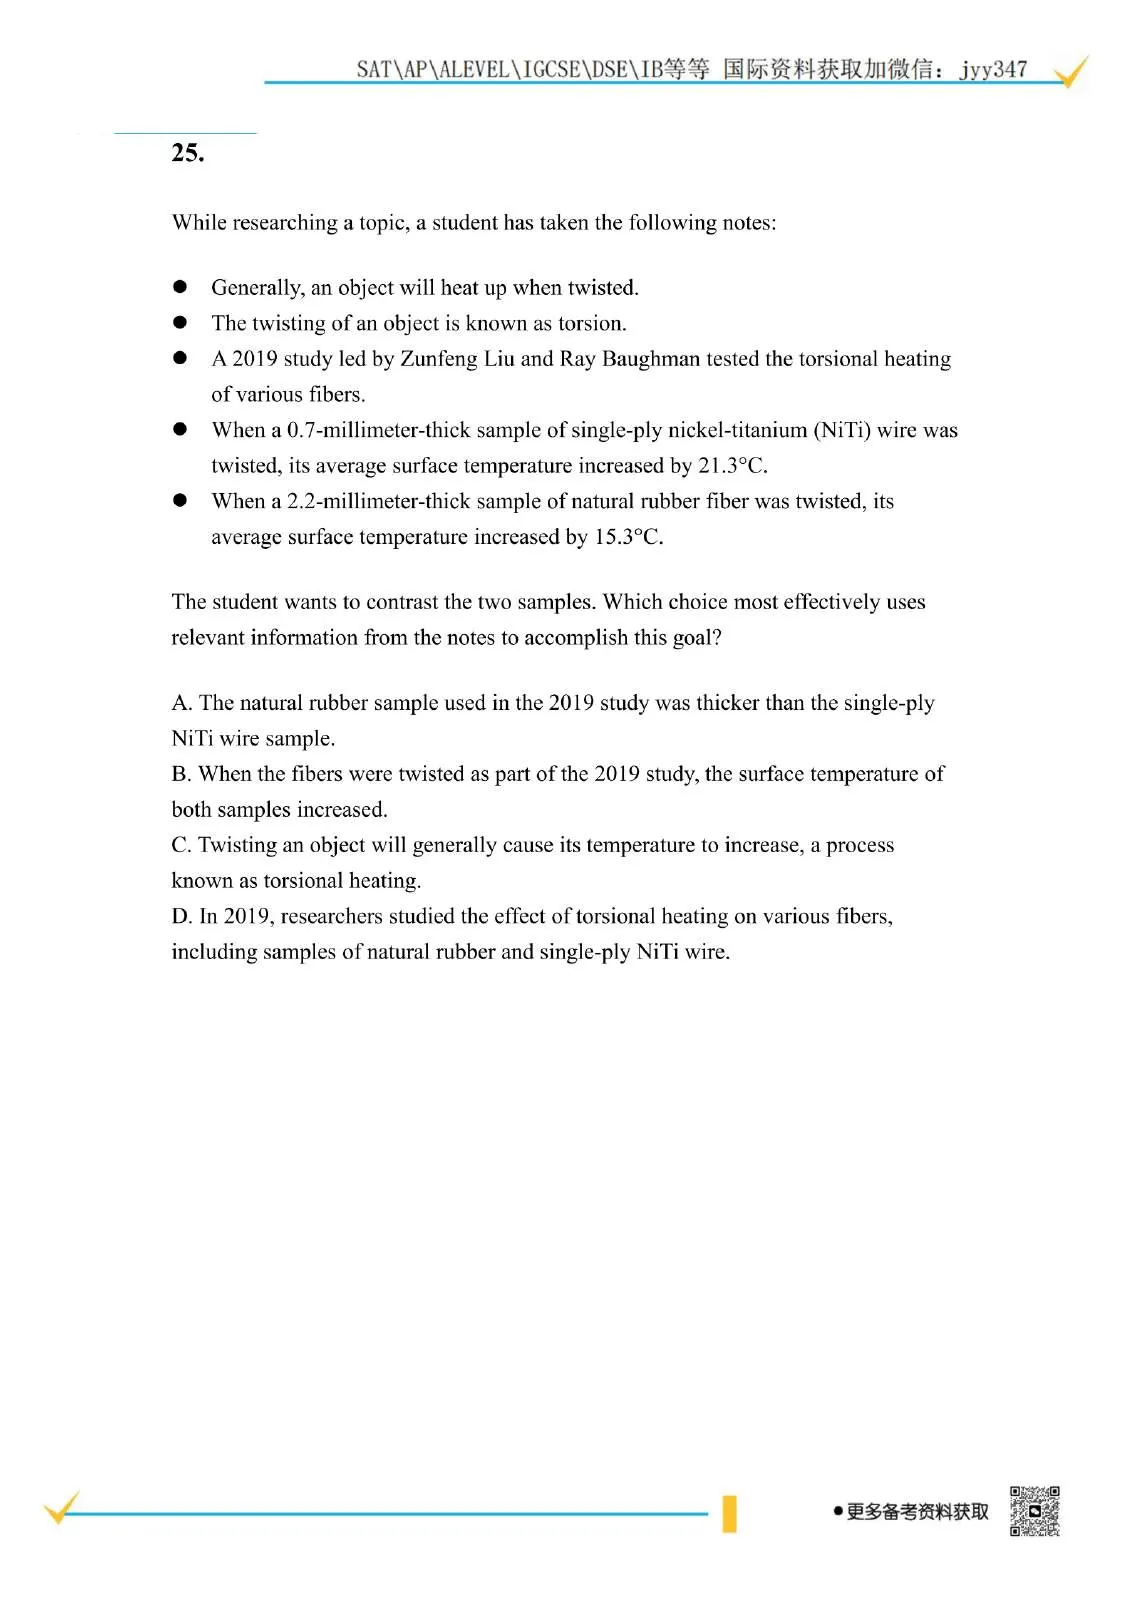 SAT\AP\ALEVEL\IGCSE\DSE\IB等等 国际资料获取加微信：jyy347
25.
While researching a topic, a student has taken the following notes:
● Generally, an object will heat up when twisted.
● The twisting of an object is known as torsion.
● A 2019 study led by Zunfeng Liu and Ray Baughman tested the torsional heating
of various fibers.
● When a 0.7-millimeter-thick sample of single-ply nickel-titanium (NiTi) wire was
twisted, its average surface temperature increased by 21.3°C.
● When a 2.2-millimeter-thick sample of natural rubber fiber was twisted, its
average surface temperature increased by 15.3°C.
The student wants to contrast the two samples. Which choice most effectively uses
relevant information from the notes to accomplish this goal?
A. The natural rubber sample used in the 2019 study was thicker than the single-ply
NiTi wire sample.
B. When the fibers were twisted as part of the 2019 study, the surface temperature of
both samples increased.
C. Twisting an object will generally cause its temperature to increase, a process
known as torsional heating.
D. In 2019, researchers studied the effect of torsional heating on various fibers,
including samples of natural rubber and single-ply NiTi wire.
●更多备考资料获取